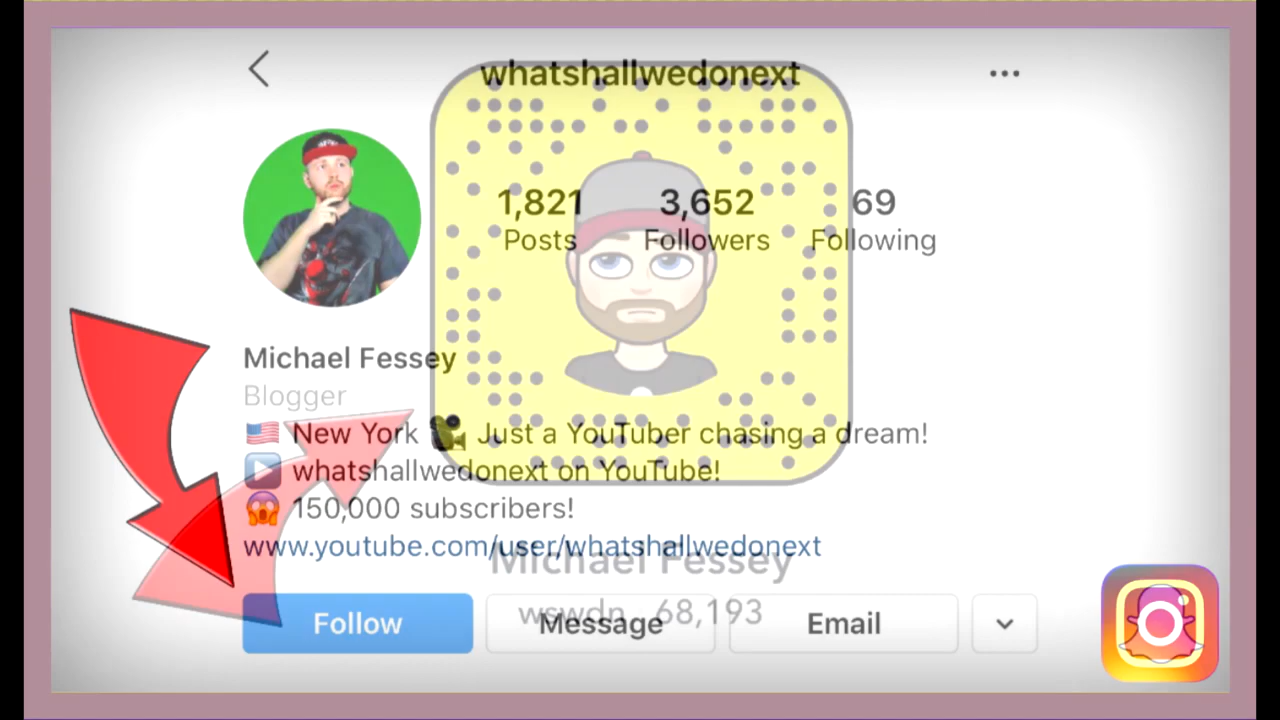 whatshallwedonext
1,821 3,652 69
Posts Followers Following
Michael Fessey
Blogger
New York Just a YouTuber chasing a dream!
whatshallwedonext on YouTube!
150,000 subscribers!
www.youtube.com/user/whatshallwedonext
Michael Fessey
wswdn 68,193
Follow Message Email